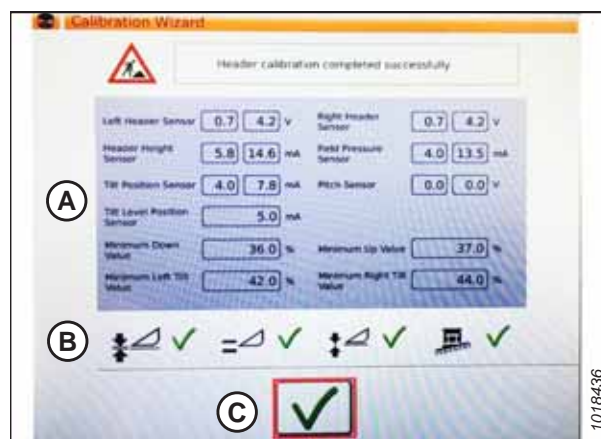 Calibration Wizard
Header calibration completed successfully
Left Header Sensor 0.7 4.2 V Right Header Sensor 0.7 4.2 V
Header Height Sensor 5.8 14.6 mA Field Pressure Sensor 4.0 13.5 mA
Tilt Position Sensor 4.0 7.8 mA Pitch Sensor 0.0 0.0 V
A
Tilt Level Position Sensor 5.0 mA
Minimum Down Value 36.0 % Minimum Up Value 37.0 %
Minimum Left Tilt Value 42.0 % Minimum Right Tilt Value 44.0 %
B
C
1018436